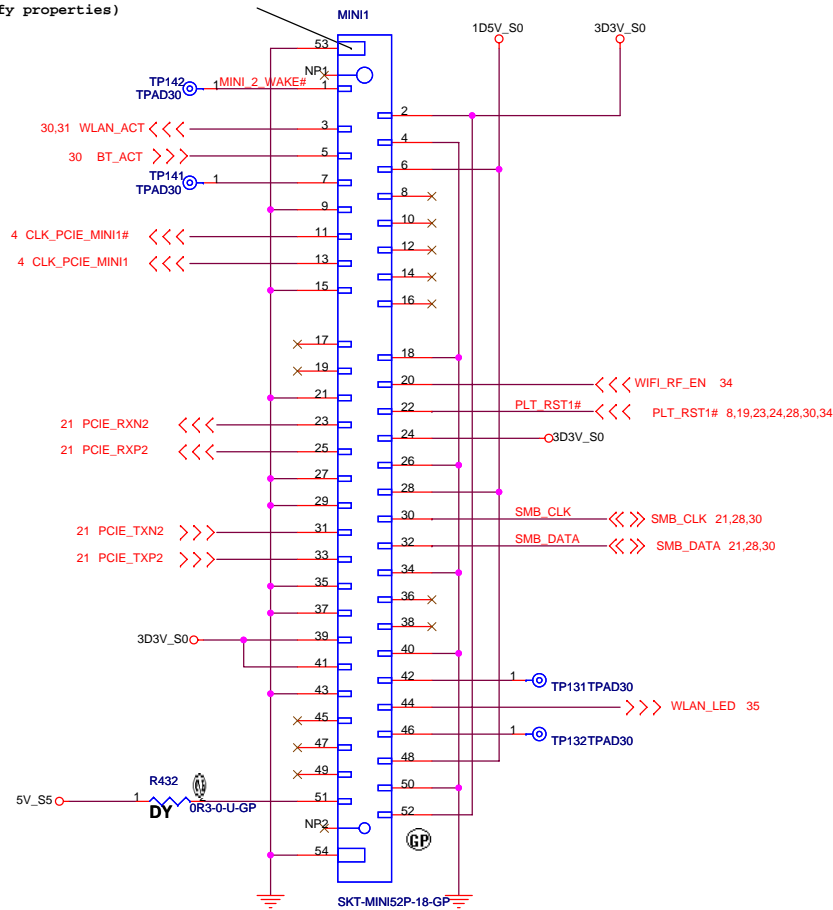 fy properties)
MINI1
1D5V_S0
3D3V_S0
53
NP1
TP142
TPAD30
1
MINI_2_WAKE#
1
2
30,31 WLAN_ACT
3
4
30 BT_ACT
5
6
TP141
TPAD30
1
7
8
9
10
4 CLK_PCIE_MINI1#
11
12
4 CLK_PCIE_MINI1
13
14
15
16
17
18
19
20
WIFI_RF_EN 34
21
22
PLT_RST1#
PLT_RST1# 8,19,23,24,28,30,34
21 PCIE_RXN2
23
24
3D3V_S0
21 PCIE_RXP2
25
26
27
28
29
30
SMB_CLK
SMB_CLK 21,28,30
21 PCIE_TXN2
31
32
SMB_DATA
SMB_DATA 21,28,30
21 PCIE_TXP2
33
34
35
36
37
38
3D3V_S0
39
40
41
42
1
TP131TPAD30
43
44
WLAN_LED 35
45
46
1
TP132TPAD30
47
48
49
50
R432
5V_S5
1
2
DY
0R3-0-U-GP
51
52
NP2
GP
54
SKT-MINI52P-18-GP